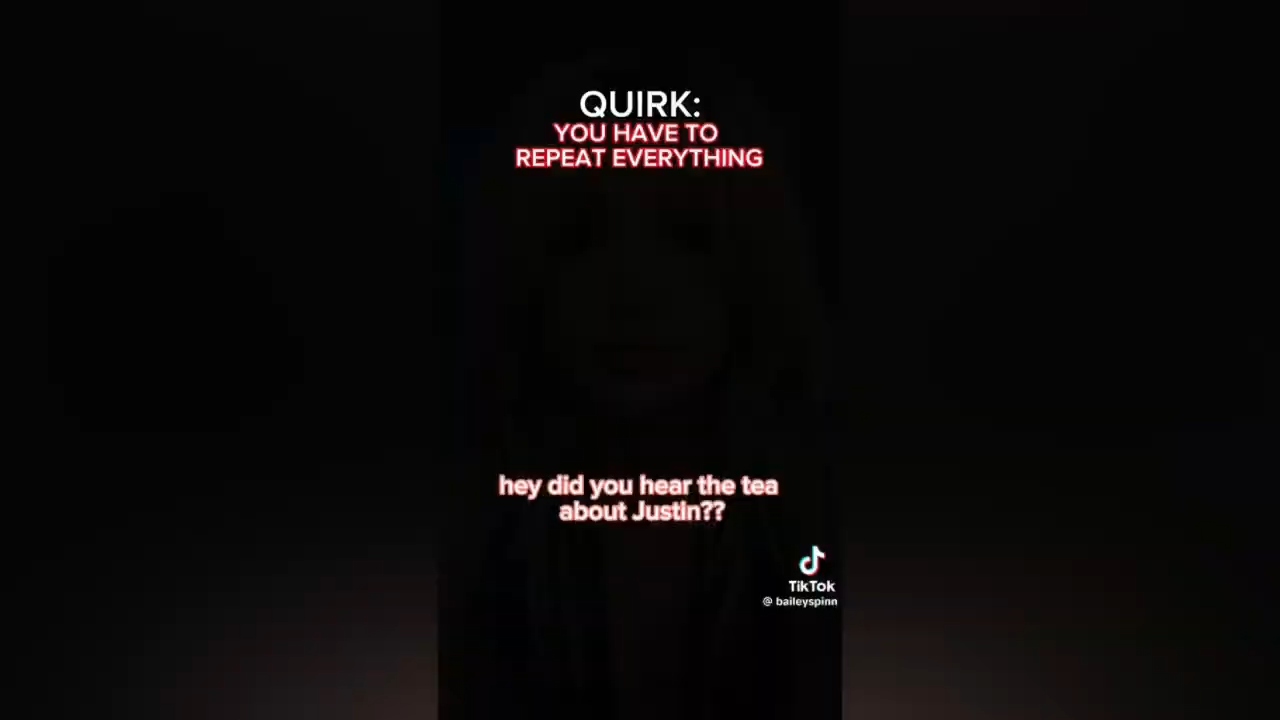 QUIRK:
YOU HAVE TO
REPEAT EVERYTHING
hey did you hear the tea
about Justin??
TikTok
@ baileyspinn